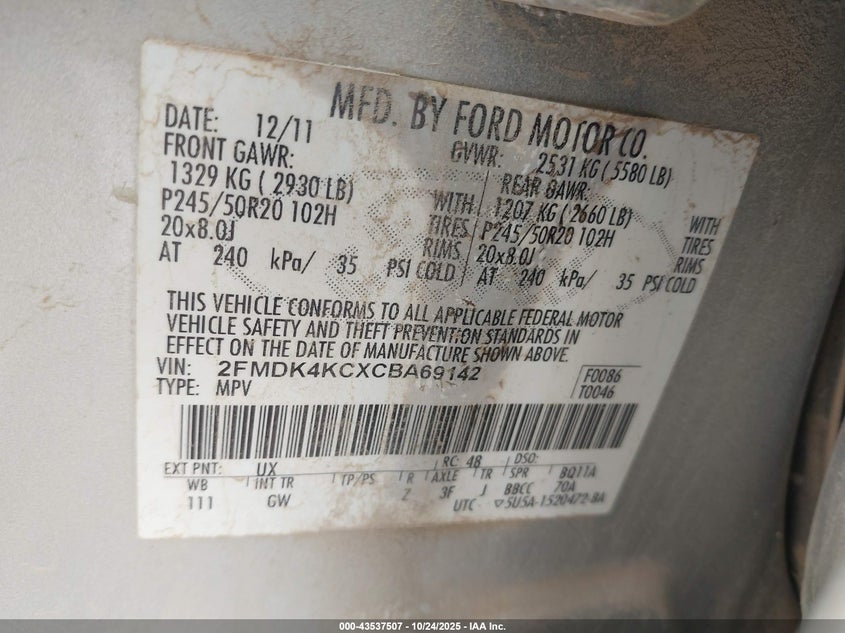 MFD. BY FORD MOTOR CO.
DATE: 12/11 GVWR: 2531 KG ( 5580 LB)
FRONT GAWR: REAR GAWR:
1329 KG ( 2930 LB) WITH 1207 KG ( 2660 LB) WITH
P245/50R20 102H TIRES P245/50R20 102H TIRES
20x8.0J RIMS 20x8.0J RIMS
AT 240 kPa/ 35 PSI COLD AT 240 kPa/ 35 PSI COLD
THIS VEHICLE CONFORMS TO ALL APPLICABLE FEDERAL MOTOR
VEHICLE SAFETY AND THEFT PREVENTION STANDARDS IN
EFFECT ON THE DATE OF MANUFACTURE SHOWN ABOVE.
VIN: 2FMDK4KCXCBA69142 F0086
TYPE: MPV T0046
EXT PNT: UX RC: 48 DSO:
WB INT TR TP/PS R AXLE TR SPR BQ11A
111 GW Z 3F J BBCC 70A
UTC ▽5U5A-1520472-BA
000-43537507 - 10/24/2025 - IAA Inc.